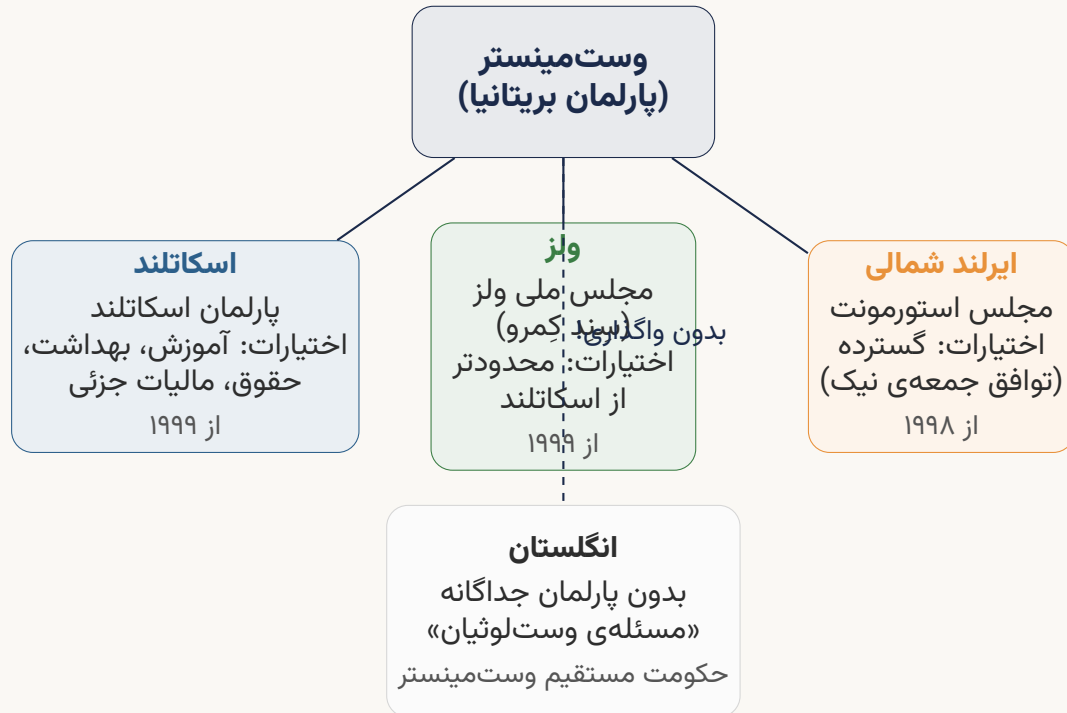 وست‌مینستر
(پارلمان بریتانیا)
ایرلند شمالی
مجلس استورمونت
اختیارات: گسترده
(توافق جمعه‌ی نیک)
از ۱۹۹۸
ولز
مجلس ملی ولز
(سِنِد کِمرو)
اختیارات: محدودتر
از اسکاتلند
از ۱۹۹۹
بدون واگذاری!
اسکاتلند
پارلمان اسکاتلند
اختیارات: آموزش، بهداشت،
حقوق، مالیات جزئی
از ۱۹۹۹
انگلستان
بدون پارلمان جداگانه
«مسئله‌ی وست‌لوثیان»
حکومت مستقیم وست‌مینستر